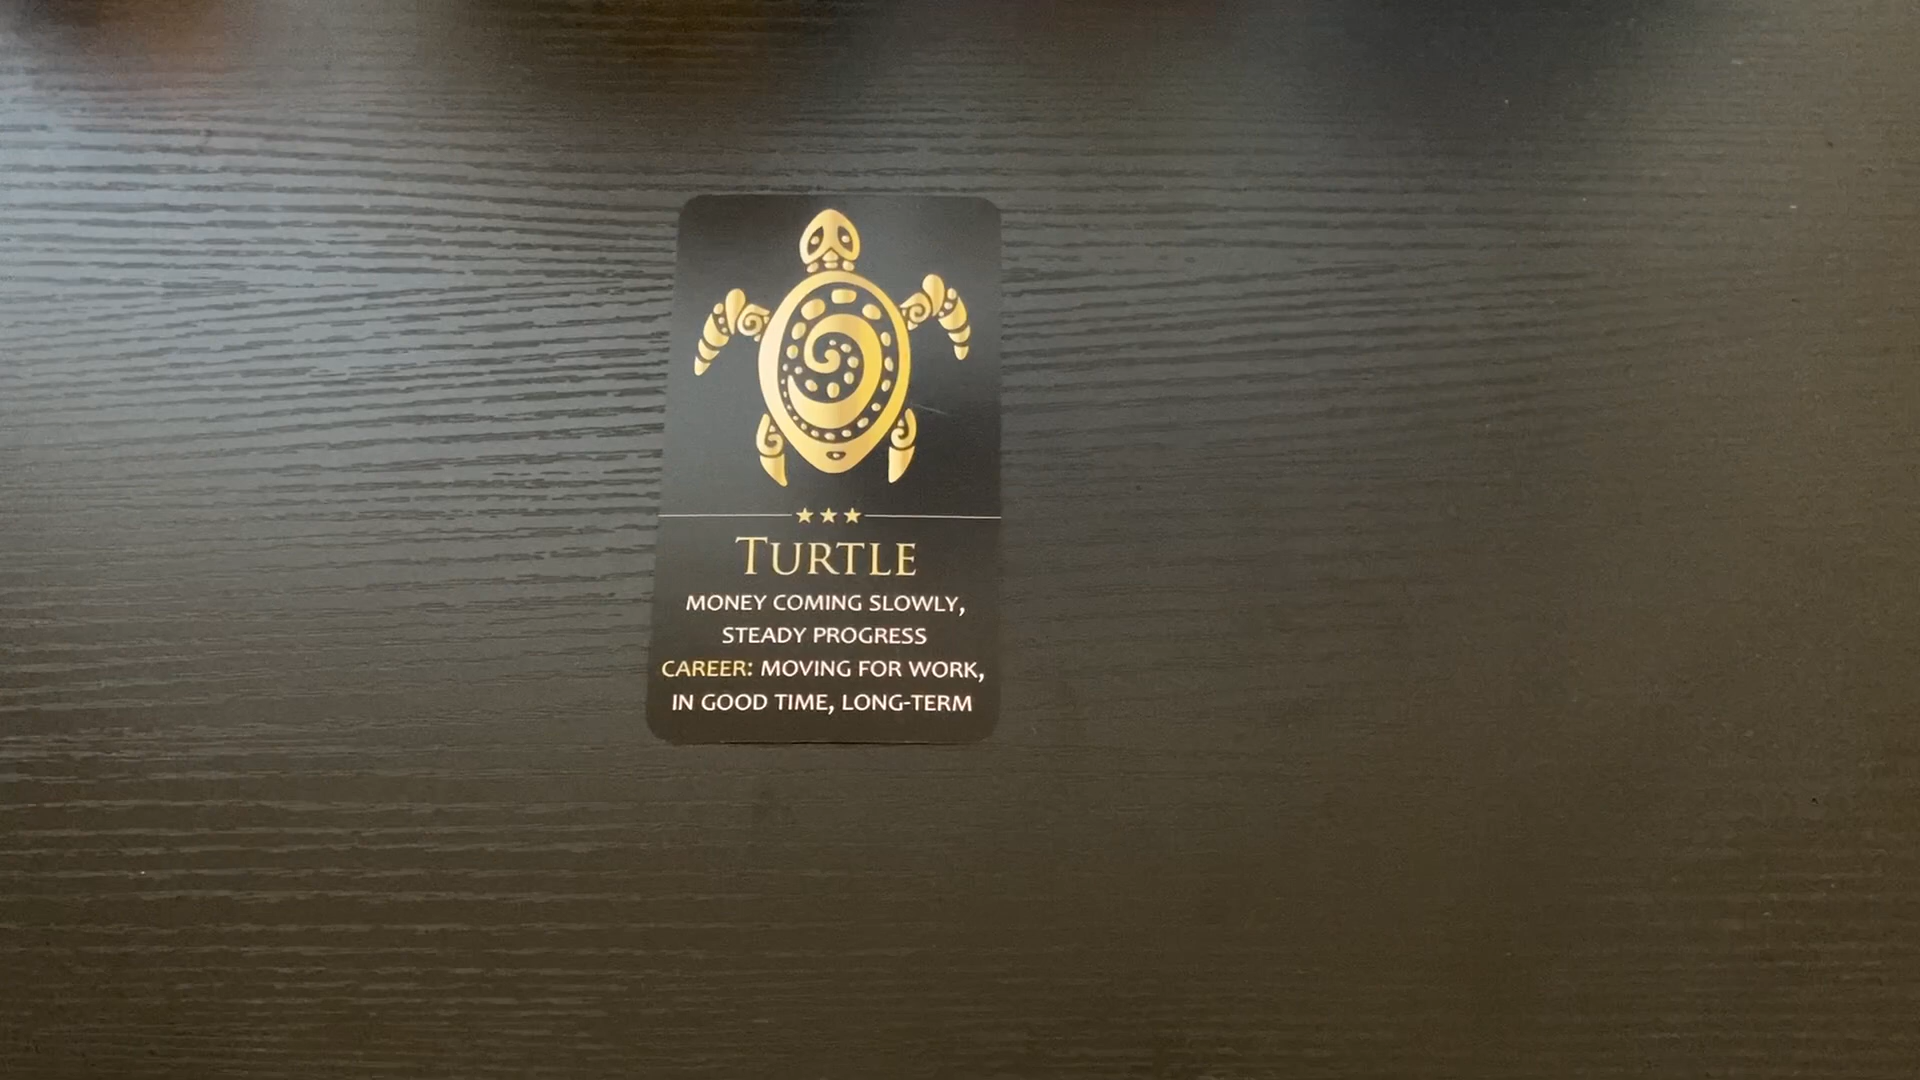 TURTLE
MONEY COMING SLOWLY,
STEADY PROGRESS
CAREER: MOVING FOR WORK,
IN GOOD TIME, LONG-TERM